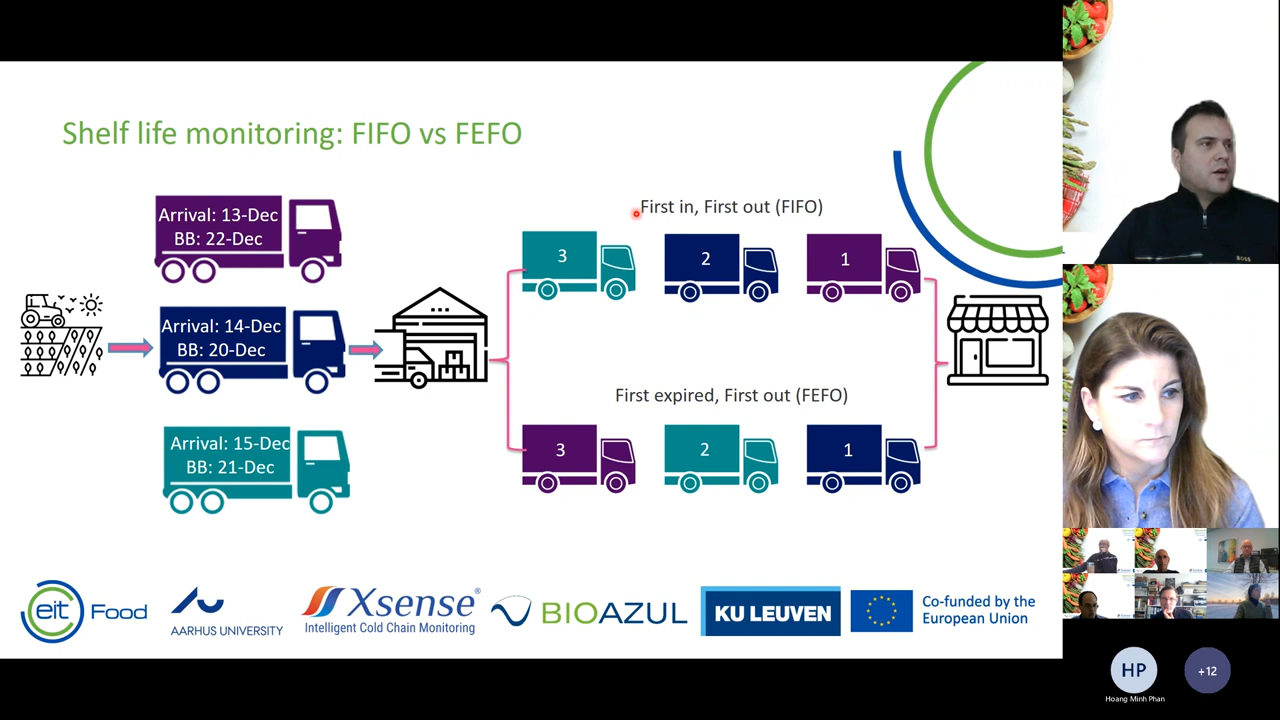 Shelf life monitoring: FIFO vs FEFO
Arrival: 13-Dec
BB: 22-Dec
Arrival: 14-Dec
BB: 20-Dec
Arrival: 15-Dec
BB: 21-Dec
First in, First out (FIFO)
3
2
1
First expired, First out (FEFO)
3
2
1
eit Food
AARHUS UNIVERSITY
Xsense®
Intelligent Cold Chain Monitoring
BIOAZUL
KU LEUVEN
Co-funded by the
European Union
BOSS
HP
+12
Hoang Minh Phan